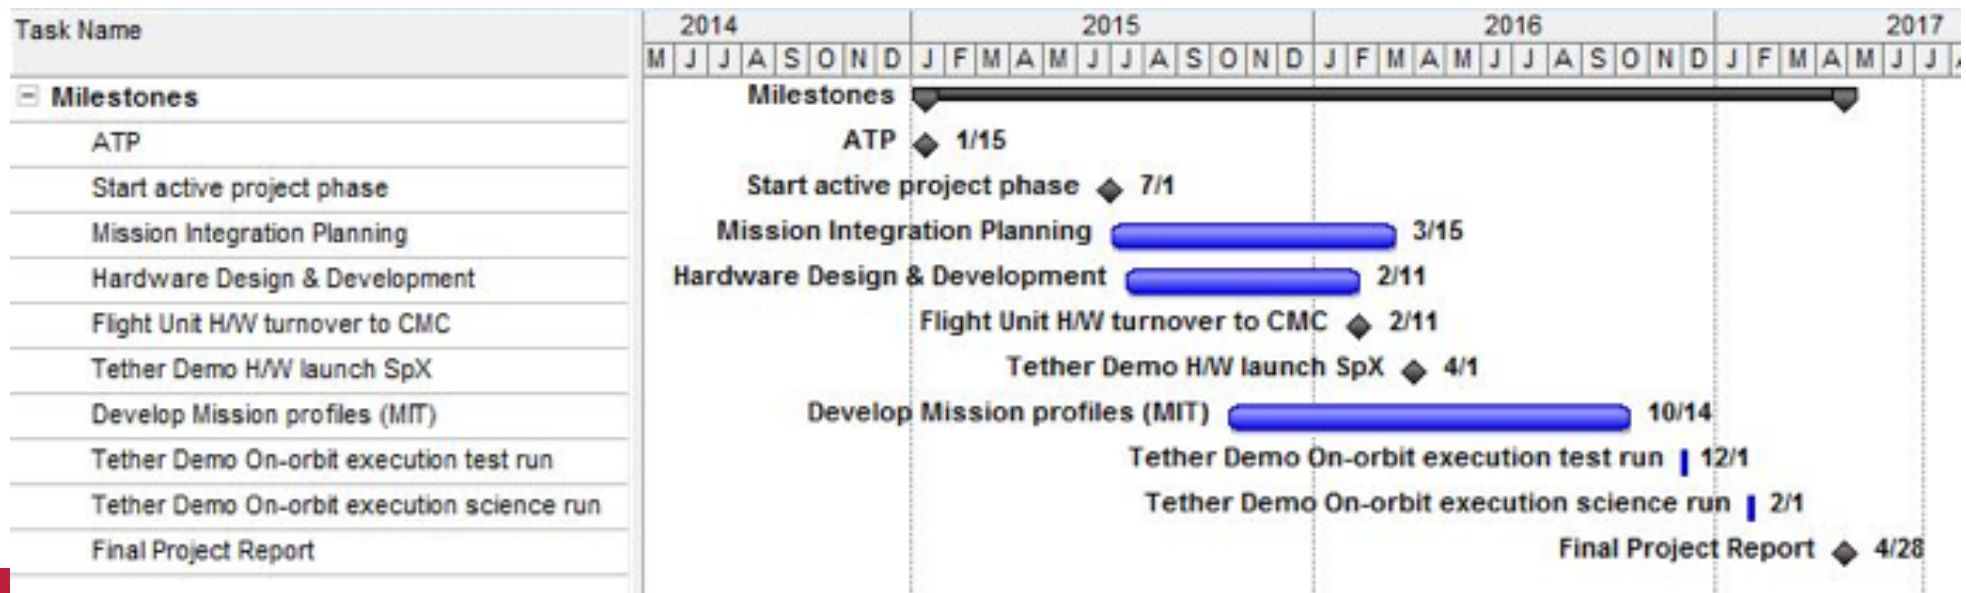 Task Name
2014 2015 2016 2017
M J J A S O N D J F M A M J J A S O N D J F M A M J J A S O N D J F M A M J J
Milestones Milestones
ATP ATP 1/15
Start active project phase Start active project phase 7/1
Mission Integration Planning Mission Integration Planning 3/15
Hardware Design & Development Hardware Design & Development 2/11
Flight Unit H/W turnover to CMC Flight Unit H/W turnover to CMC 2/11
Tether Demo H/W launch SpX Tether Demo H/W launch SpX 4/1
Develop Mission profiles (MIT) Develop Mission profiles (MIT) 10/14
Tether Demo On-orbit execution test run Tether Demo On-orbit execution test run 12/1
Tether Demo On-orbit execution science run Tether Demo On-orbit execution science run 2/1
Final Project Report Final Project Report 4/28